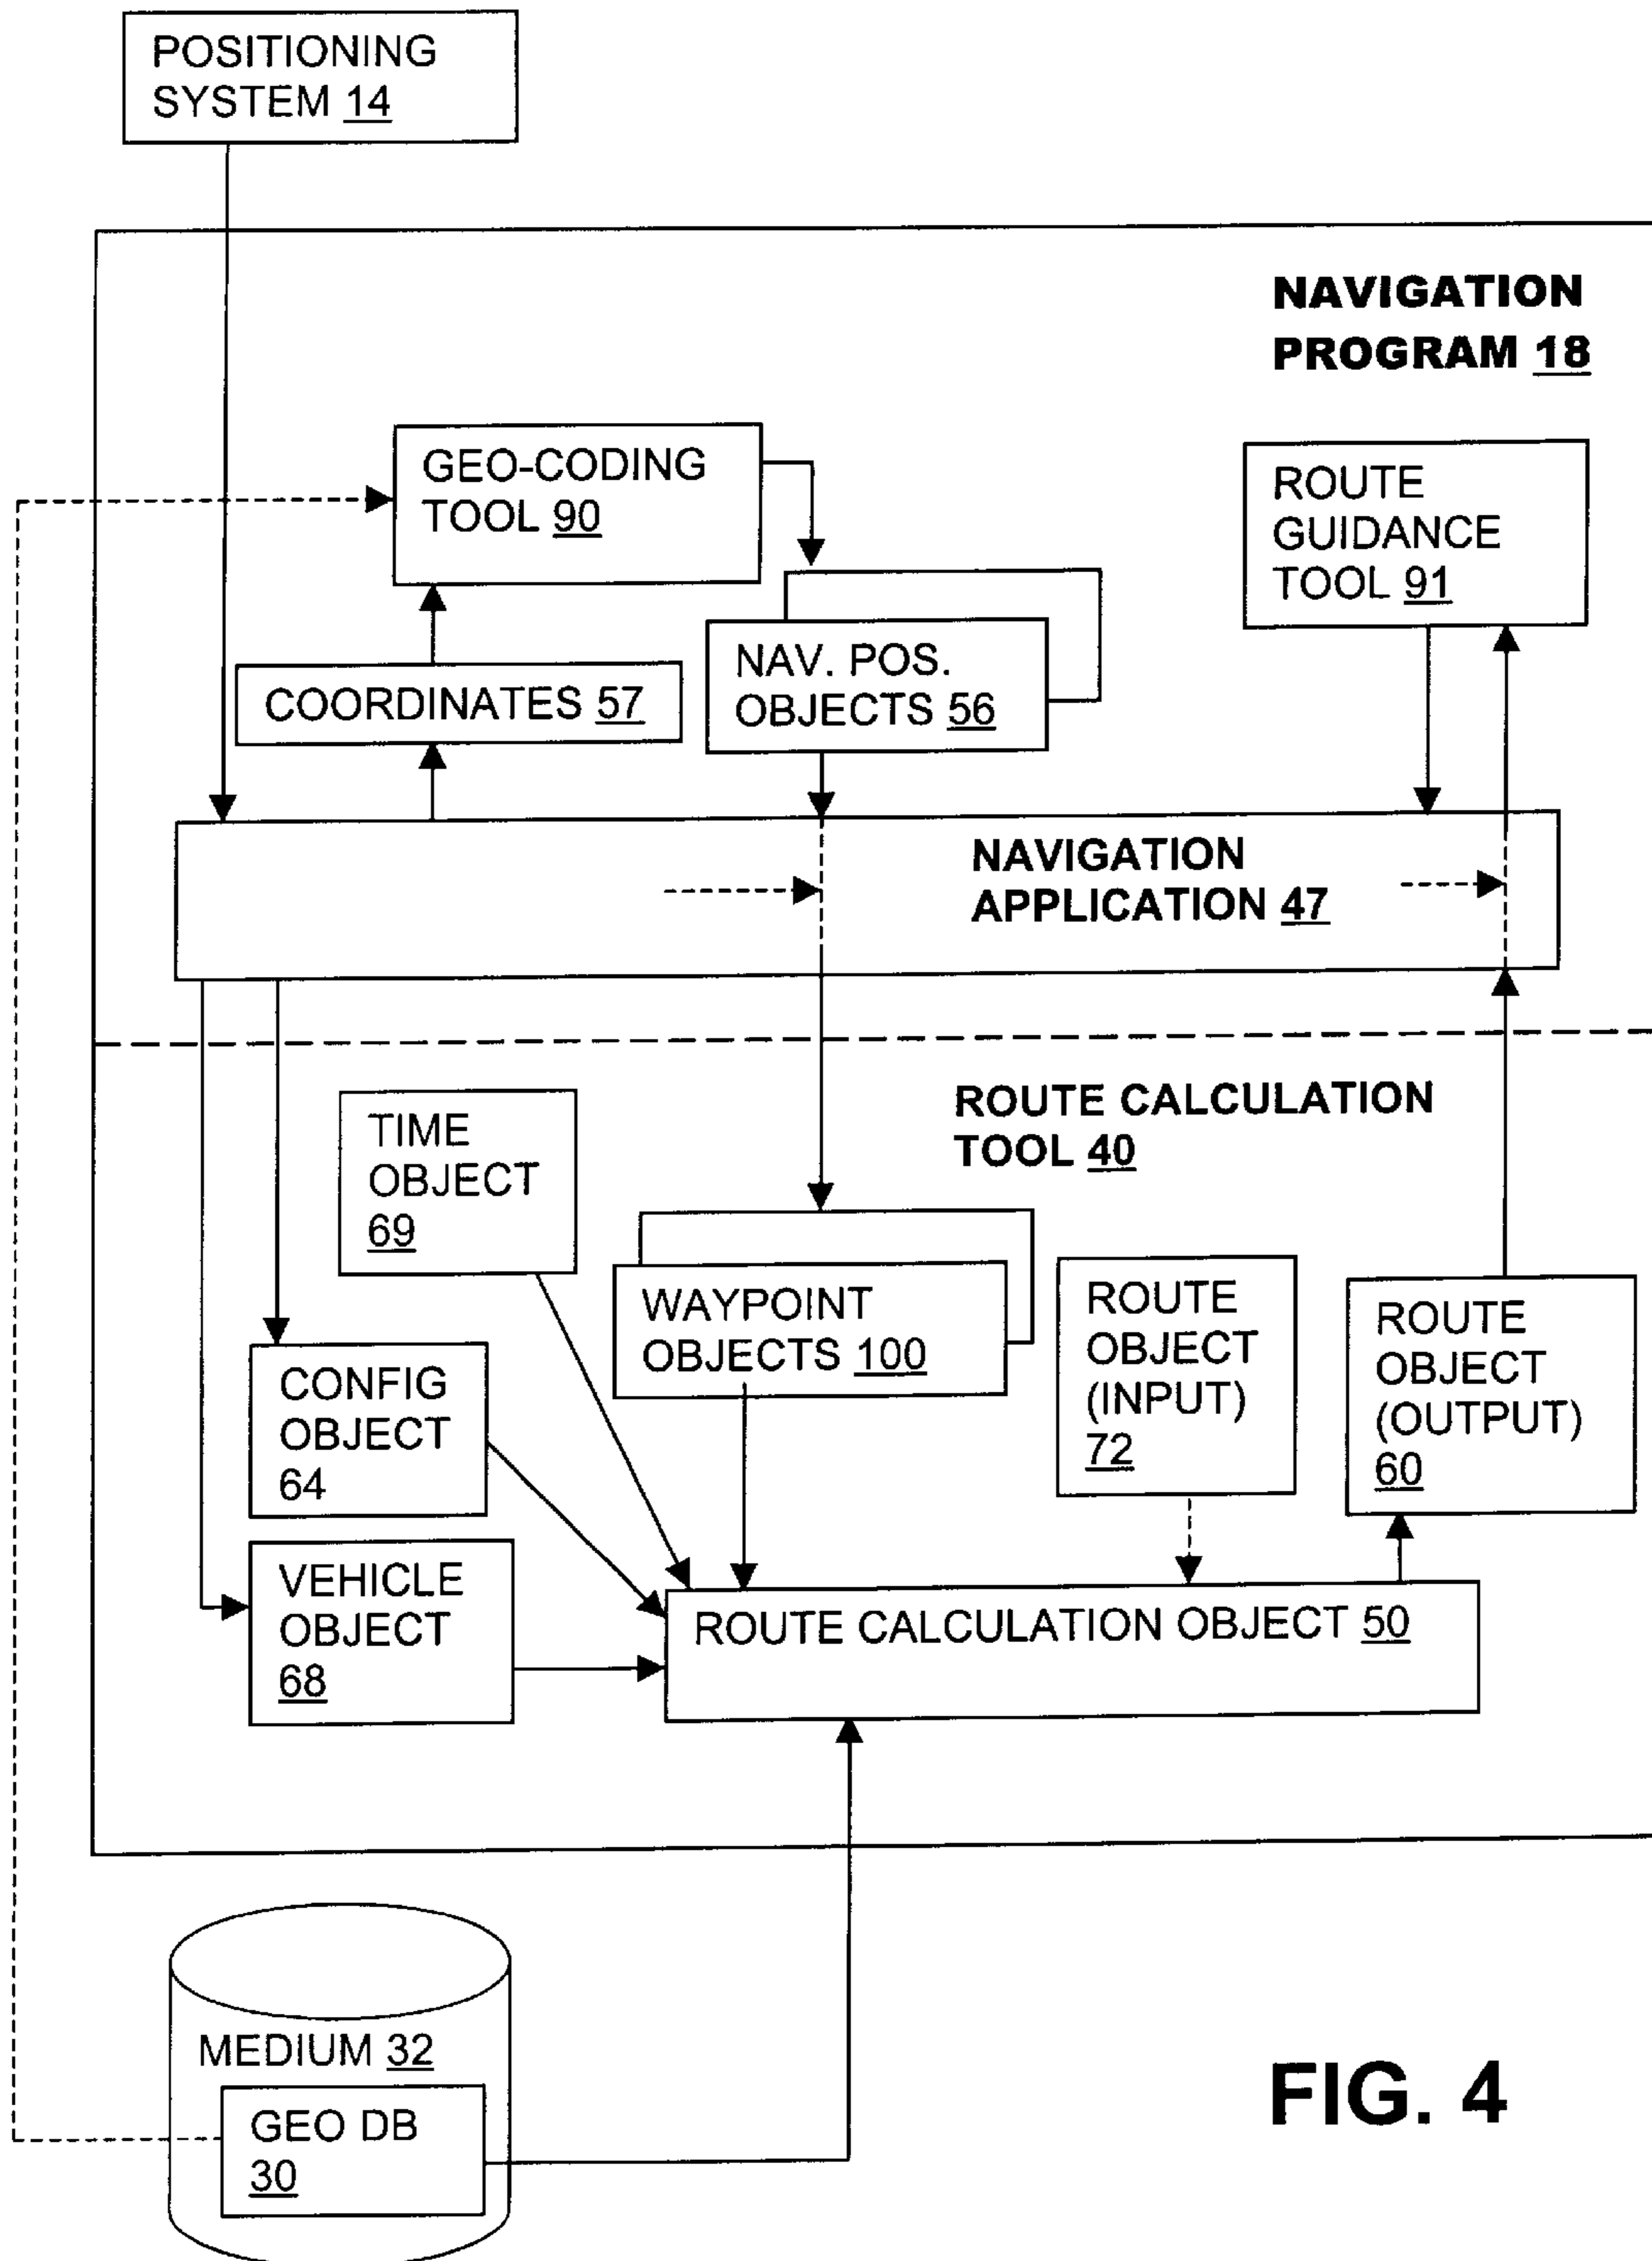 POSITIONING
SYSTEM 14
NAVIGATION
PROGRAM 18
GEO-CODING
TOOL 90
ROUTE
GUIDANCE
TOOL 91
NAV. POS.
OBJECTS 56
COORDINATES 57
NAVIGATION
APPLICATION 47
ROUTE CALCULATION
TOOL 40
TIME
OBJECT
69
WAYPOINT
OBJECTS 100
ROUTE
OBJECT
(INPUT)
72
ROUTE
OBJECT
(OUTPUT)
60
CONFIG
OBJECT
64
VEHICLE
OBJECT
68
ROUTE CALCULATION OBJECT 50
MEDIUM 32
GEO DB
30
FIG. 4